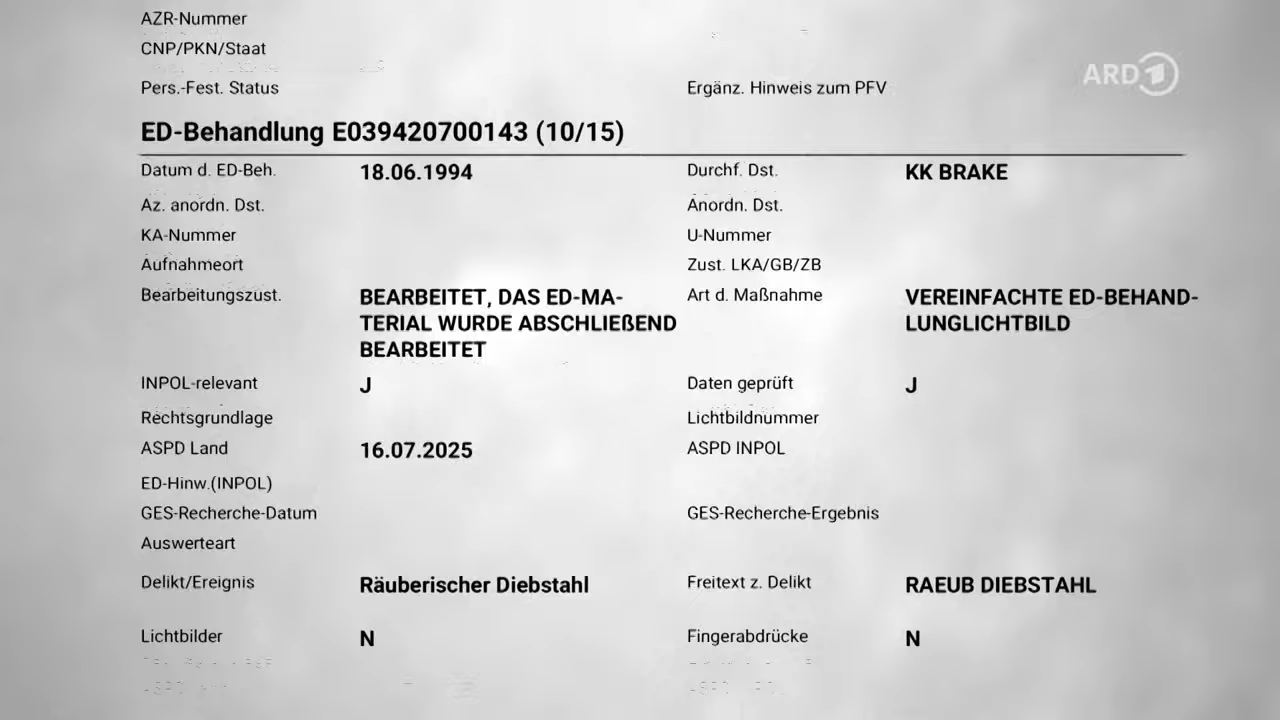 AZR-Nummer
CNP/PKN/Staat
Pers.-Fest. Status Ergänz. Hinweis zum PFV
ARD 1
ED-Behandlung E039420700143 (10/15)
Datum d. ED-Beh. 18.06.1994 Durchf. Dst. KK BRAKE
Az. anordn. Dst. Anordn. Dst.
KA-Nummer U-Nummer
Aufnahmeort Zust. LKA/GB/ZB
Bearbeitungszust. BEARBEITET, DAS ED-MA- Art d. Maßnahme VEREINFACHTE ED-BEHAND-
TERIAL WURDE ABSCHLIEßEND LUNGLICHTBILD
BEARBEITET
INPOL-relevant J Daten geprüft J
Rechtsgrundlage Lichtbildnummer
ASPD Land 16.07.2025 ASPD INPOL
ED-Hinw.(INPOL)
GES-Recherche-Datum GES-Recherche-Ergebnis
Auswerteart
Delikt/Ereignis Räuberischer Diebstahl Freitext z. Delikt RAEUB DIEBSTAHL
Lichtbilder N Fingerabdrücke N